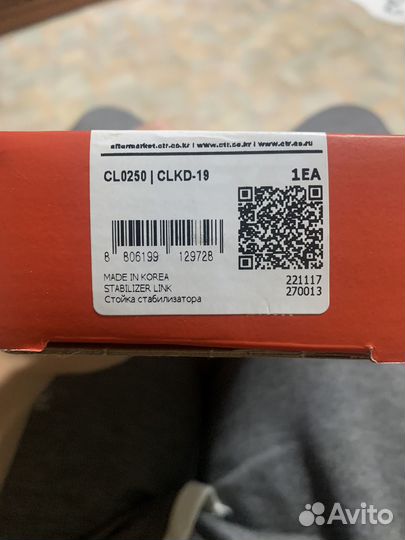 aftermarket.ctr.co.kr | www.ctr.co.kr | www.ctr-co.ru
CL0250 | CLKD-19
1EA
8 806199 129728
MADE IN KOREA
STABILIZER LINK
Стойка стабилизатора
221117
270013
Avito